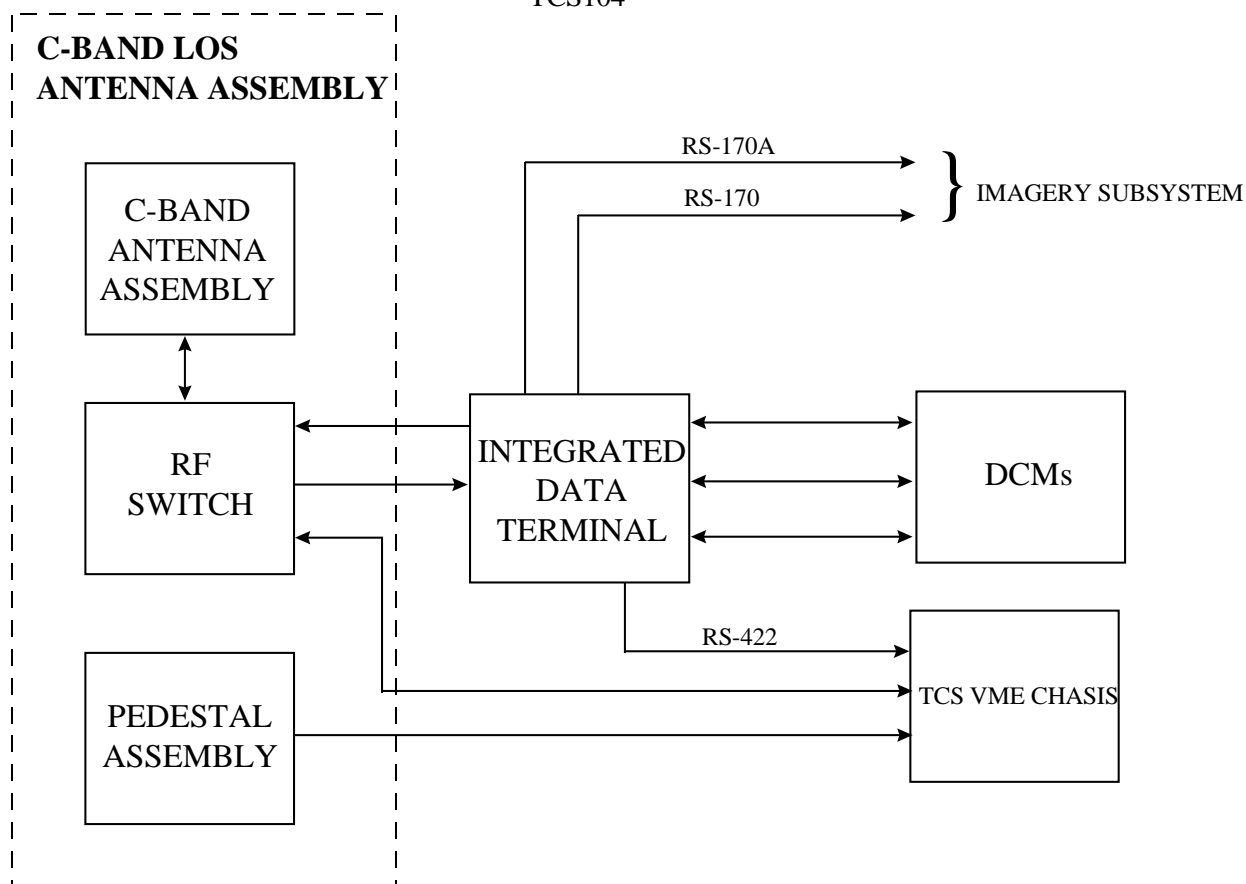 TCS104
C-BAND LOS
ANTENNA ASSEMBLY
RS-170A
RS-170
IMAGERY SUBSYSTEM
C-BAND
ANTENNA
ASSEMBLY
RF
SWITCH
INTEGRATED
DATA
TERMINAL
DCMs
RS-422
TCS VME CHASIS
PEDESTAL
ASSEMBLY